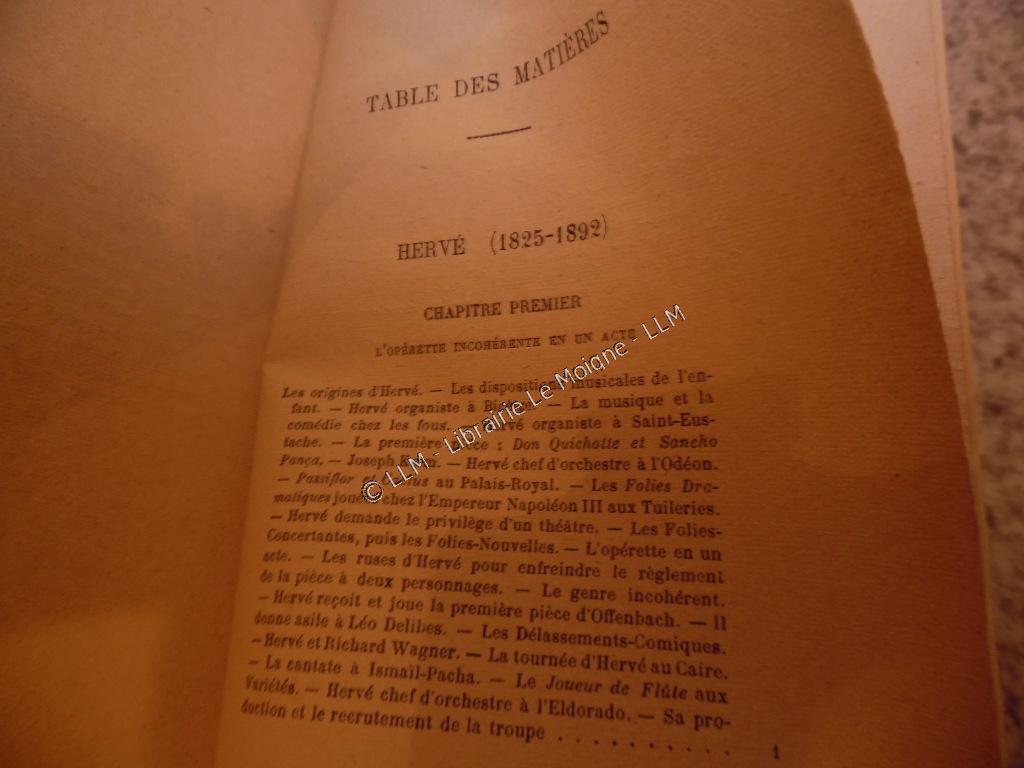 TABLE DES MATIÈRES
HERVÉ (1825-1892)
CHAPITRE PREMIER
L'OPÉRETTE INCOHÉRENTE EN UN ACTE
Les origines d'Hervé. — Les dispositions musicales de l'en-
fant. — Hervé organiste à — La musique et la
comédie chez les fous. — Hervé organiste à Saint-Eus-
tache. — La première pièce : Don Quichotte et Sancho
Pança. — Joseph — Hervé chef d'orchestre à l'Odéon.
— Passiflor et au Palais-Royal. — Les Folies Dra-
matiques jouées chez l'Empereur Napoléon III aux Tuileries.
— Hervé demande le privilège d'un théâtre. — Les Folies-
Concertantes, puis les Folies-Nouvelles. — L'opérette en un
acte. — Les ruses d'Hervé pour enfreindre le règlement
de la pièce à deux personnages. — Le genre incohérent.
— Hervé reçoit et joue la première pièce d'Offenbach. — Il
donne asile à Léo Delibes. — Les Délassements-Comiques.
— Hervé et Richard Wagner. — La tournée d'Hervé au Caire.
— La cantate à Ismaïl-Pacha. — Le Joueur de Flûte aux
Variétés. — Hervé chef d'orchestre à l'Eldorado. — Sa pro-
duction et le recrutement de la troupe . . . . . . . . . . 1
© LLM - Librairie Le Moigne - LLM